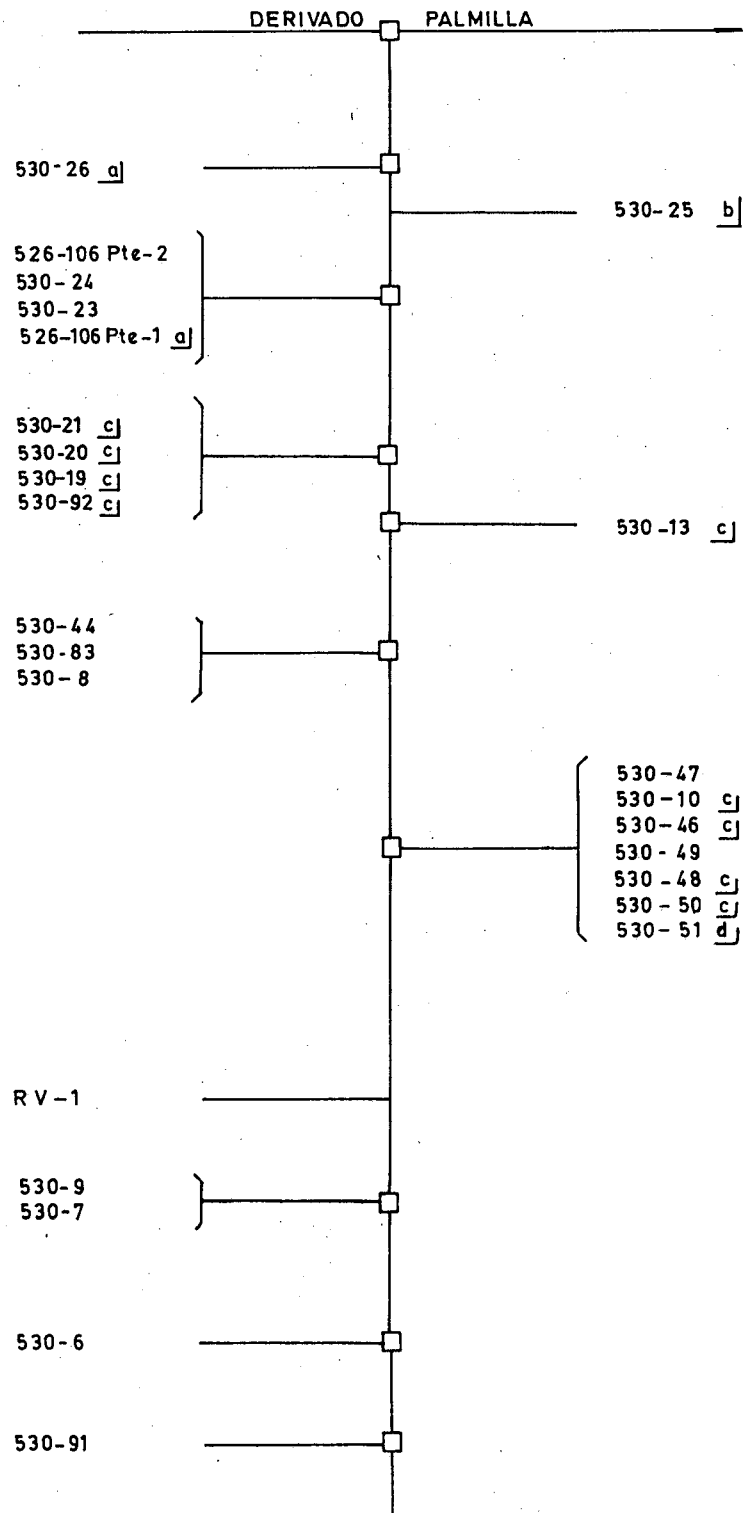 DERIVADO PALMILLA
530-26 a
530-25 b
526-106 Pte-2
530-24
530-23
526-106 Pte-1 a
530-21 c
530-20 c
530-19 c
530-92 c
530-13 c
530-44
530-83
530-8
530-47
530-10 c
530-46 c
530-49
530-48 c
530-50 c
530-51 d
RV-1
530-9
530-7
530-6
530-91